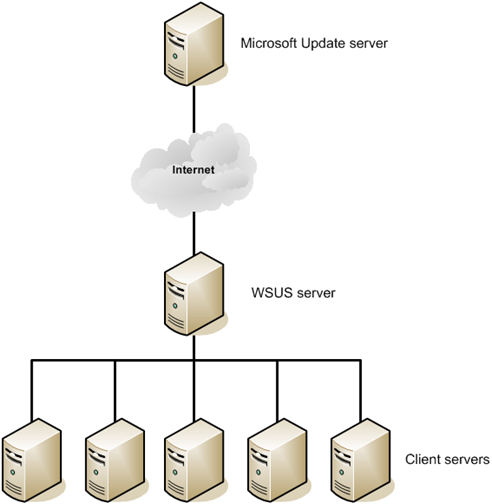 Microsoft Update server
Internet
WSUS server
Client servers